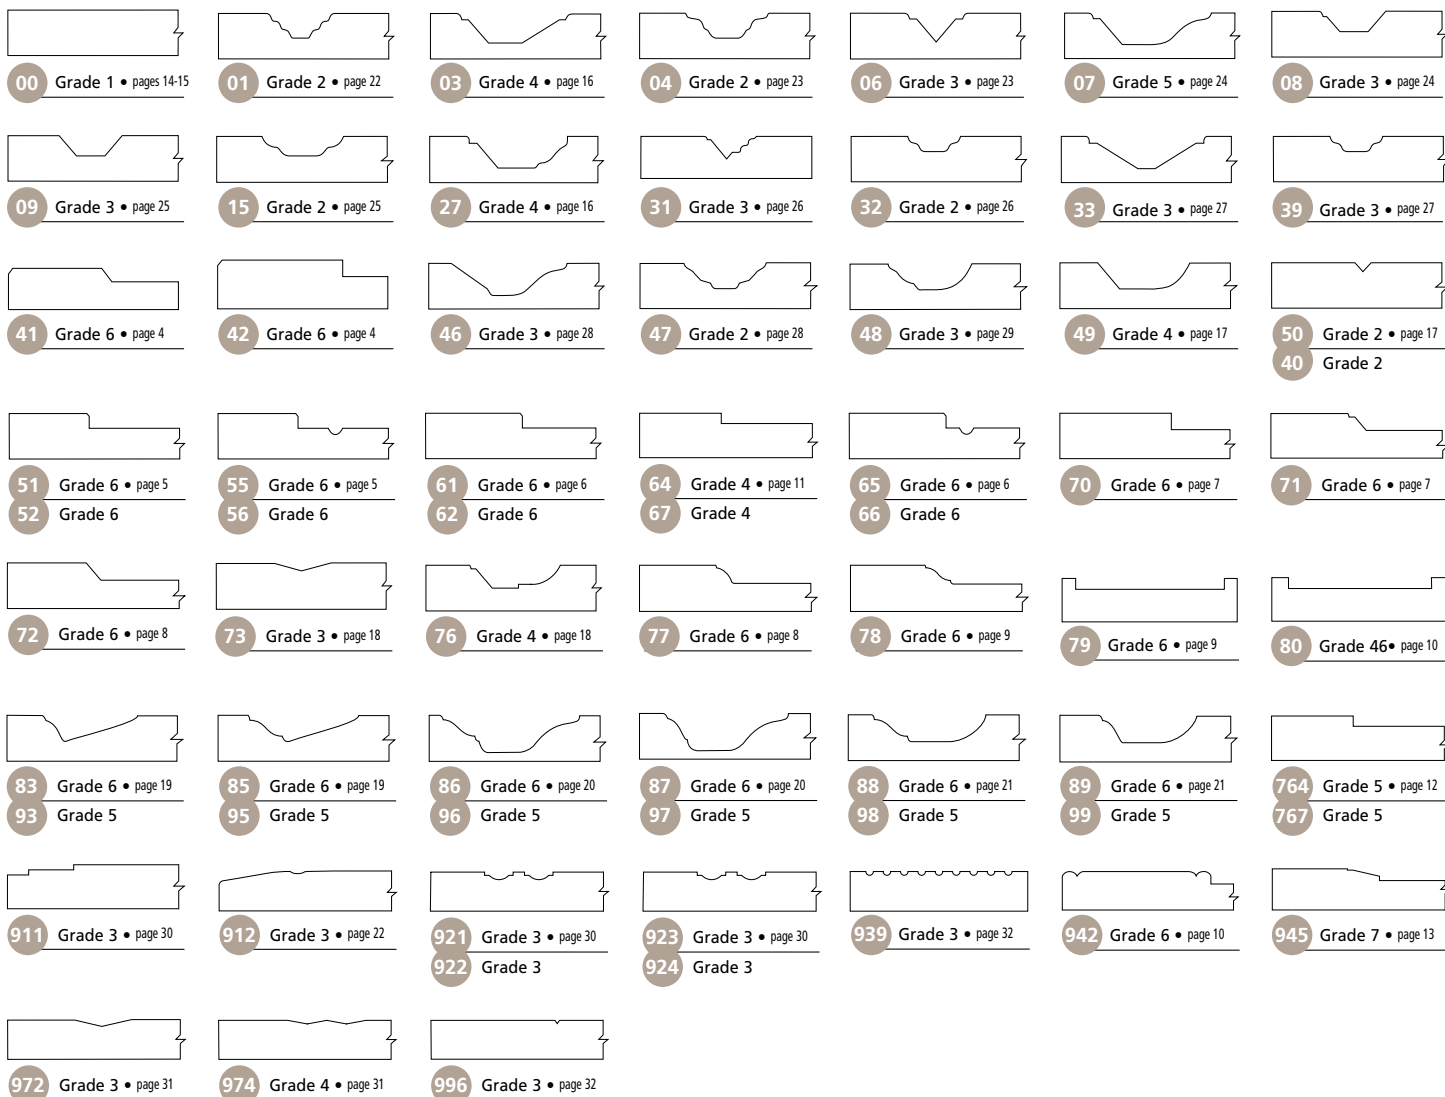 00 Grade 1 • pages 14-15
01 Grade 2 • page 22
03 Grade 4 • page 16
04 Grade 2 • page 23
06 Grade 3 • page 23
07 Grade 5 • page 24
08 Grade 3 • page 24
09 Grade 3 • page 25
15 Grade 2 • page 25
27 Grade 4 • page 16
31 Grade 3 • page 26
32 Grade 2 • page 26
33 Grade 3 • page 27
39 Grade 3 • page 27
41 Grade 6 • page 4
42 Grade 6 • page 4
46 Grade 3 • page 28
47 Grade 2 • page 28
48 Grade 3 • page 29
49 Grade 4 • page 17
50 Grade 2 • page 17
40 Grade 2
51 Grade 6 • page 5
52 Grade 6
55 Grade 6 • page 5
56 Grade 6
61 Grade 6 • page 6
62 Grade 6
64 Grade 4 • page 11
67 Grade 4
65 Grade 6 • page 6
66 Grade 6
70 Grade 6 • page 7
71 Grade 6 • page 7
72 Grade 6 • page 8
73 Grade 3 • page 18
76 Grade 4 • page 18
77 Grade 6 • page 8
78 Grade 6 • page 9
79 Grade 6 • page 9
80 Grade 46• page 10
83 Grade 6 • page 19
93 Grade 5
85 Grade 6 • page 19
95 Grade 5
86 Grade 6 • page 20
96 Grade 5
87 Grade 6 • page 20
97 Grade 5
88 Grade 6 • page 21
98 Grade 5
89 Grade 6 • page 21
99 Grade 5
764 Grade 5 • page 12
767 Grade 5
911 Grade 3 • page 30
912 Grade 3 • page 22
921 Grade 3 • page 30
922 Grade 3
923 Grade 3 • page 30
924 Grade 3
939 Grade 3 • page 32
942 Grade 6 • page 10
945 Grade 7 • page 13
972 Grade 3 • page 31
974 Grade 4 • page 31
996 Grade 3 • page 32